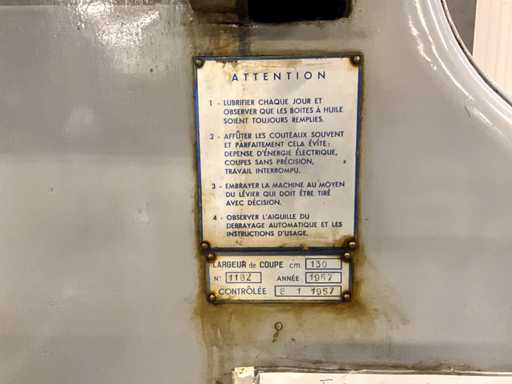 ATTENTION
1 - LUBRIFIER CHAQUE JOUR ET
OBSERVER QUE LES BOITES À HUILE
SOIENT TOUJOURS REMPLIES.
2 - AFFÛTER LES COUTEAUX SOUVENT
ET PARFAITEMENT CELA ÉVITE:
DEPENSE D'ÉNERGIE ÉLECTRIQUE,
COUPES SANS PRÉCISION,
TRAVAIL INTERROMPU.
3 - EMBRAYER LA MACHINE AU MOYEN
DU LÉVIER QUI DOIT ÊTRE TIRÉ
AVEC DÉCISION.
4 - OBSERVER L'AIGUILLE DU
DEBRAYAGE AUTOMATIQUE ET LES
INSTRUCTIONS D'USAGE.
LARGEUR de COUPE cm. 130
N° 1182 ANNÉE 1957
CONTRÔLÉE 8 1 1957